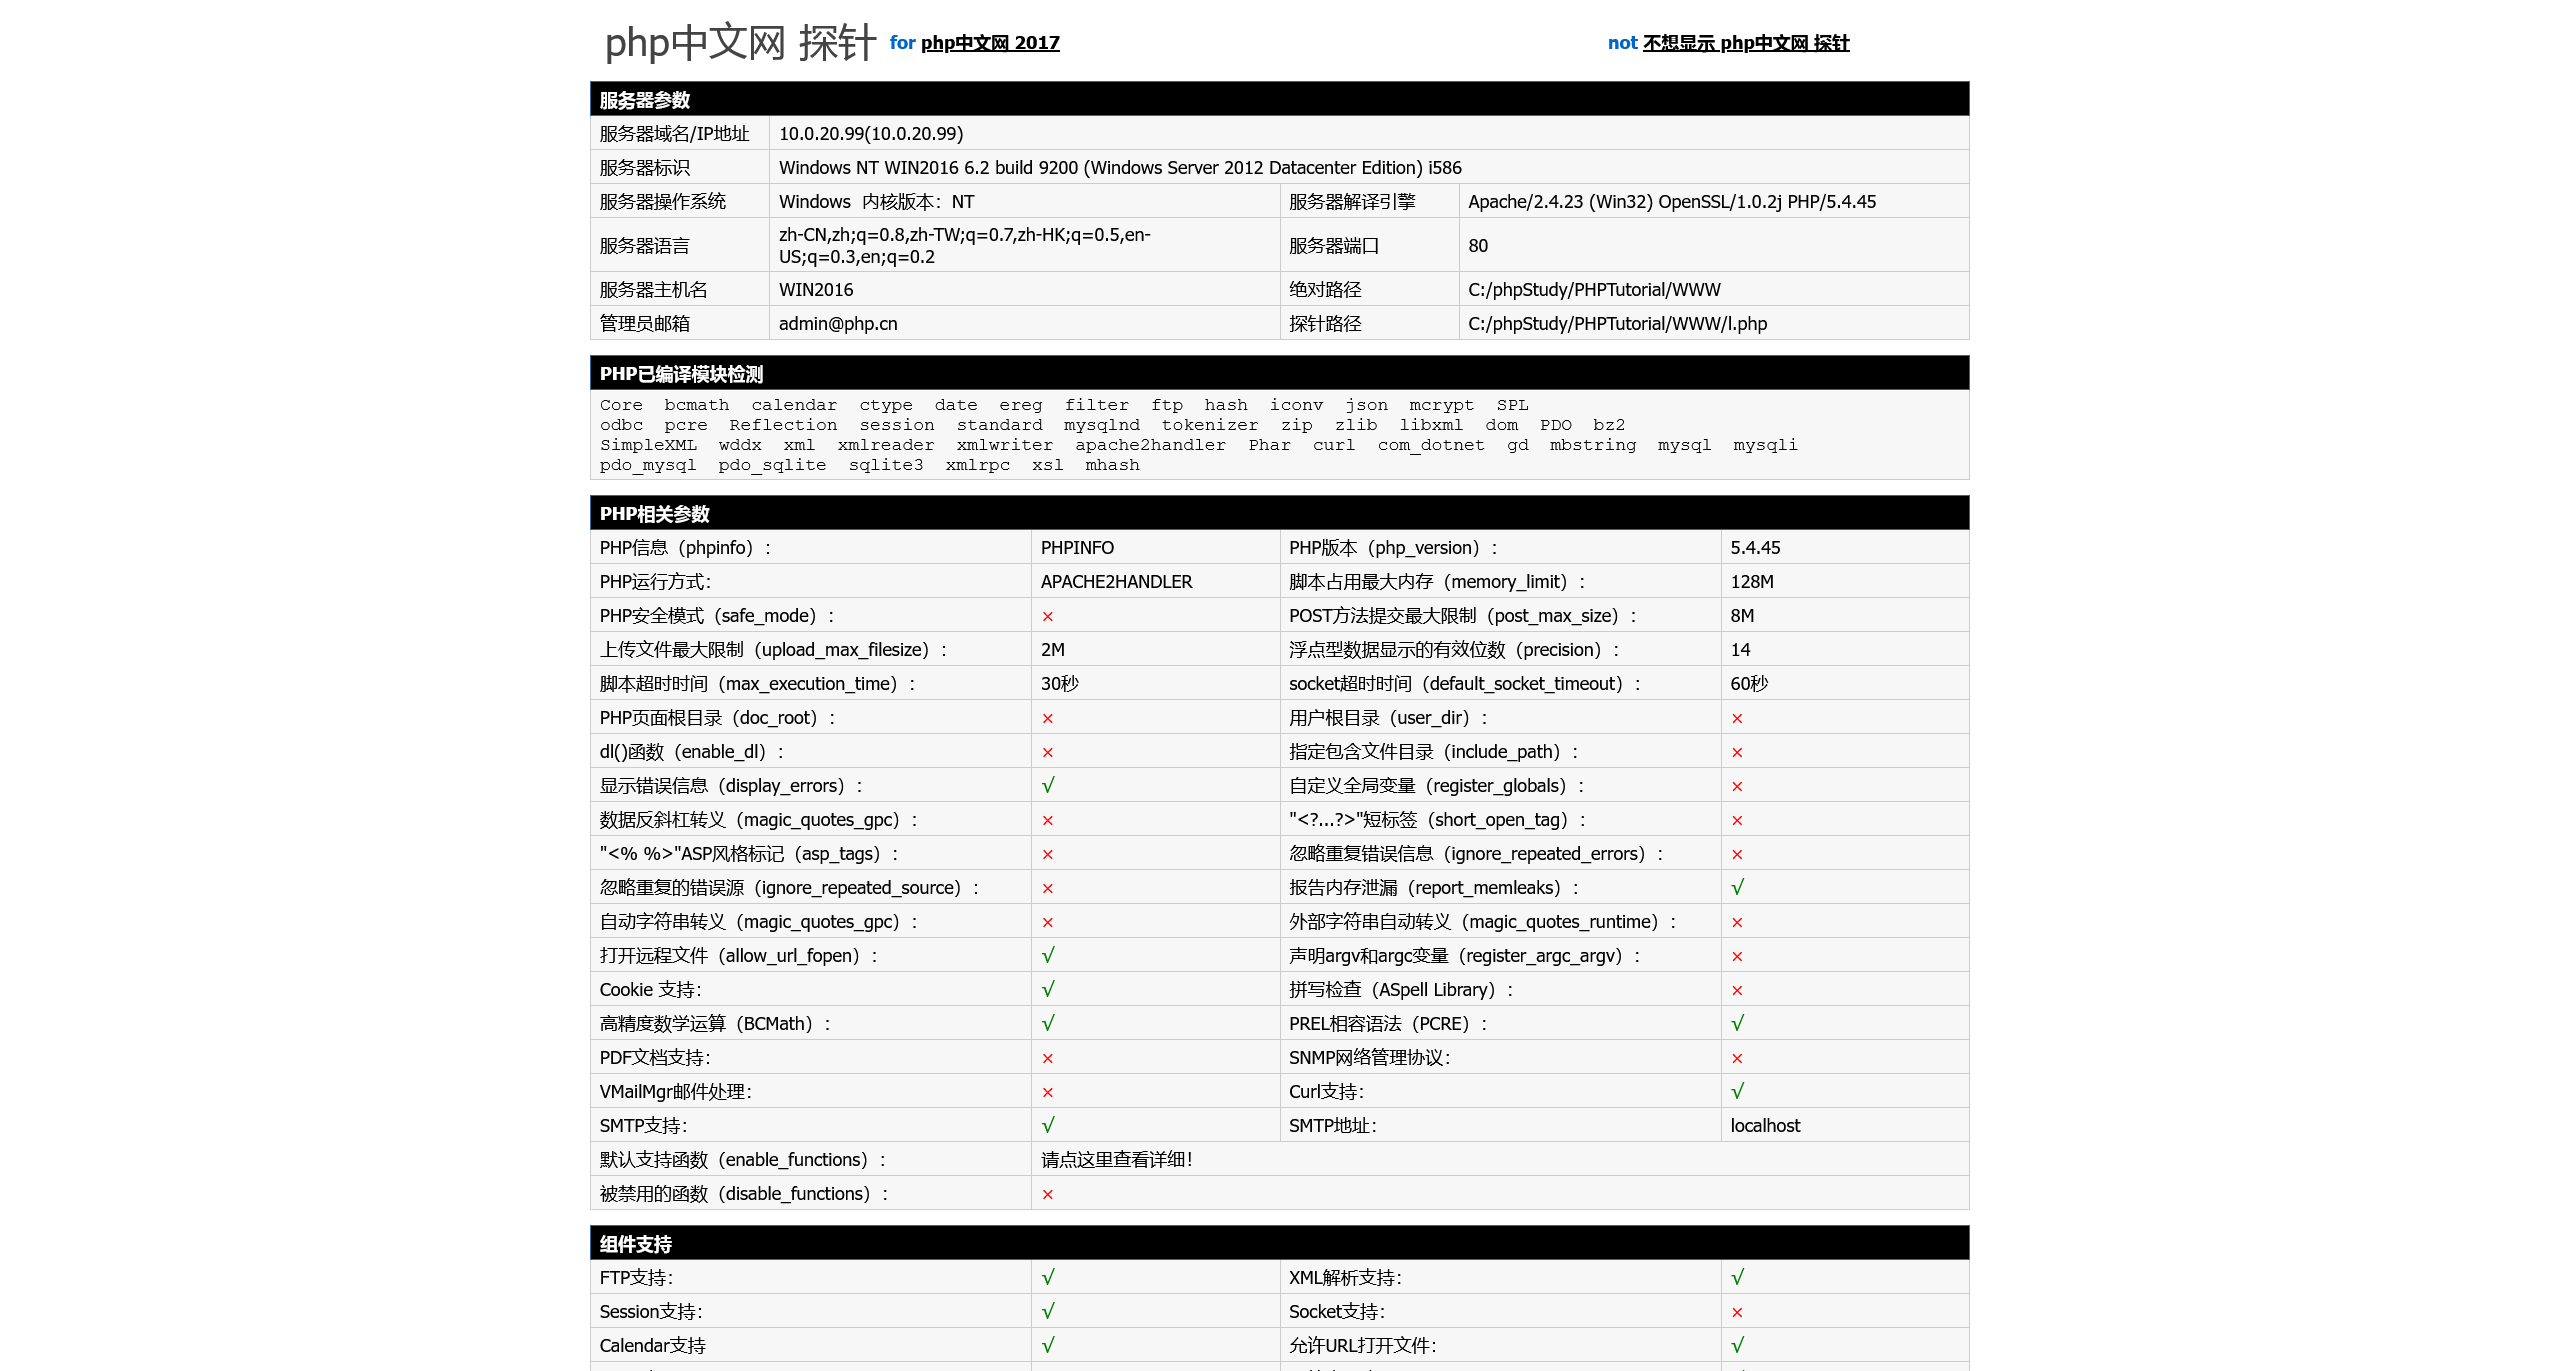 php中文网 探针 for php中文网 2017 not 不想显示 php中文网 探针
服务器参数
服务器域名/IP地址 10.0.20.99(10.0.20.99)
服务器标识 Windows NT WIN2016 6.2 build 9200 (Windows Server 2012 Datacenter Edition) i586
服务器操作系统 Windows 内核版本：NT 服务器解译引擎 Apache/2.4.23 (Win32) OpenSSL/1.0.2j PHP/5.4.45
服务器语言 zh-CN,zh;q=0.8,zh-TW;q=0.7,zh-HK;q=0.5,en-
US;q=0.3,en;q=0.2 服务器端口 80
服务器主机名 WIN2016 绝对路径 C:/phpStudy/PHPTutorial/WWW
管理员邮箱 admin@php.cn 探针路径 C:/phpStudy/PHPTutorial/WWW/l.php
PHP已编译模块检测
Core bcmath calendar ctype date ereg filter ftp hash iconv json mcrypt SPL
odbc pcre Reflection session standard mysqlnd tokenizer zip zlib libxml dom PDO bz2
SimpleXML wddx xml xmlreader xmlwriter apache2handler Phar curl com_dotnet gd mbstring mysql mysqli
pdo_mysql pdo_sqlite sqlite3 xmlrpc xsl mhash
PHP相关参数
PHP信息（phpinfo）： PHPINFO PHP版本（php_version）： 5.4.45
PHP运行方式： APACHE2HANDLER 脚本占用最大内存（memory_limit）： 128M
PHP安全模式（safe_mode）： × POST方法提交最大限制（post_max_size）： 8M
上传文件最大限制（upload_max_filesize）： 2M 浮点型数据显示的有效位数（precision）： 14
脚本超时时间（max_execution_time）： 30秒 socket超时时间（default_socket_timeout）： 60秒
PHP页面根目录（doc_root）： × 用户根目录（user_dir）： ×
dl()函数（enable_dl）： × 指定包含文件目录（include_path）： ×
显示错误信息（display_errors）： √ 自定义全局变量（register_globals）： ×
数据反斜杠转义（magic_quotes_gpc）： × "<?...?>"短标签（short_open_tag）： ×
"<% %>"ASP风格标记（asp_tags）： × 忽略重复错误信息（ignore_repeated_errors）： ×
忽略重复的错误源（ignore_repeated_source）： × 报告内存泄漏（report_memleaks）： √
自动字符串转义（magic_quotes_gpc）： × 外部字符串自动转义（magic_quotes_runtime）： ×
打开远程文件（allow_url_fopen）： √ 声明argv和argc变量（register_argc_argv）： ×
Cookie 支持： √ 拼写检查（ASpell Library）： ×
高精度数学运算（BCMath）： √ PREL相容语法（PCRE）： √
PDF文档支持： × SNMP网络管理协议： ×
VMailMgr邮件处理： × Curl支持： √
SMTP支持： √ SMTP地址： localhost
默认支持函数（enable_functions）： 请点这里查看详细！
被禁用的函数（disable_functions）： ×
组件支持
FTP支持： √ XML解析支持： √
Session支持： √ Socket支持： ×
Calendar支持 √ 允许URL打开文件： √